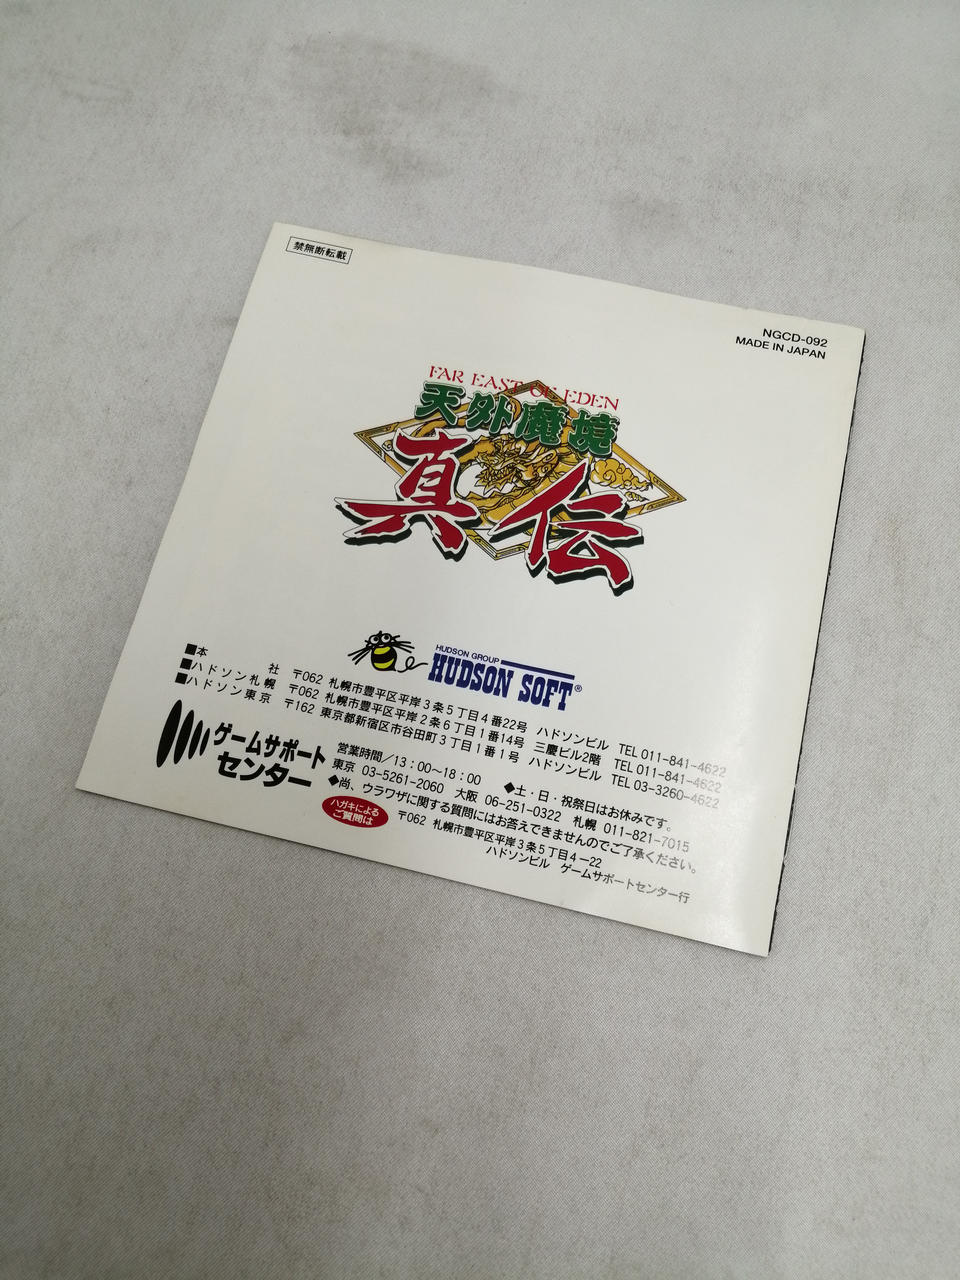 禁無断転載
NGCD-092
MADE IN JAPAN
FAR EAST OF EDEN
天外魔境
真伝
HUDSON GROUP
HUDSON SOFT®
■本　　　社　〒062 札幌市豊平区平岸3条5丁目4番22号　ハドソンビル　TEL 011-841-4622
■ハドソン札幌　〒062 札幌市豊平区平岸2条6丁目1番14号　三慶ビル2階　TEL 011-841-4622
■ハドソン東京　〒162 東京都新宿区市谷田町3丁目1番1号　ハドソンビル　TEL 03-3260-4622
ゲームサポートセンター
営業時間／13：00〜18：00　◆土・日・祝祭日はお休みです。
東京 03-5261-2060　大阪 06-251-0322　札幌 011-821-7015
◆尚、ウラワザに関する質問にはお答えできませんのでご了承ください。
ハガキによる
ご質問は
〒062 札幌市豊平区平岸3条5丁目4－22
ハドソンビル　ゲームサポートセンター行